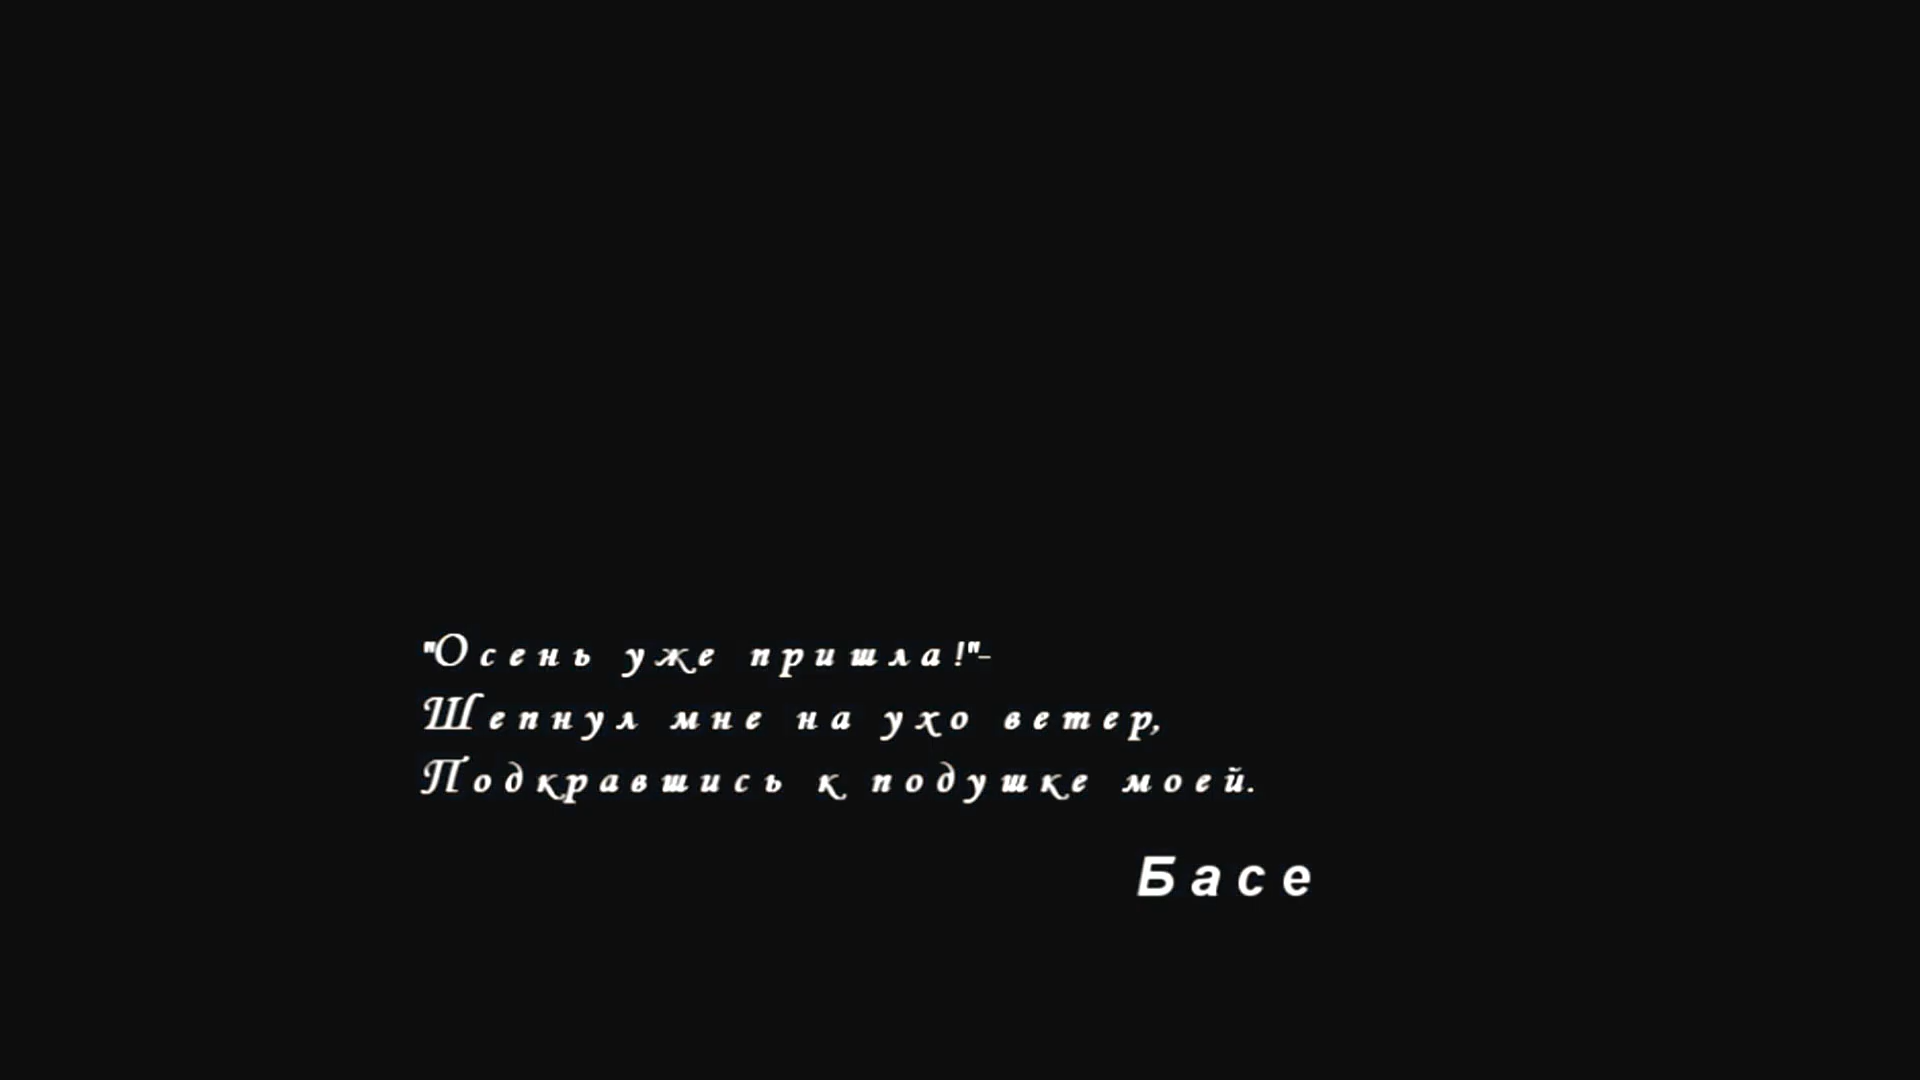 "Осень уже пришла!"-
Шепнул мне на ухо ветер,
Подкравшись к подушке моей.
Басе